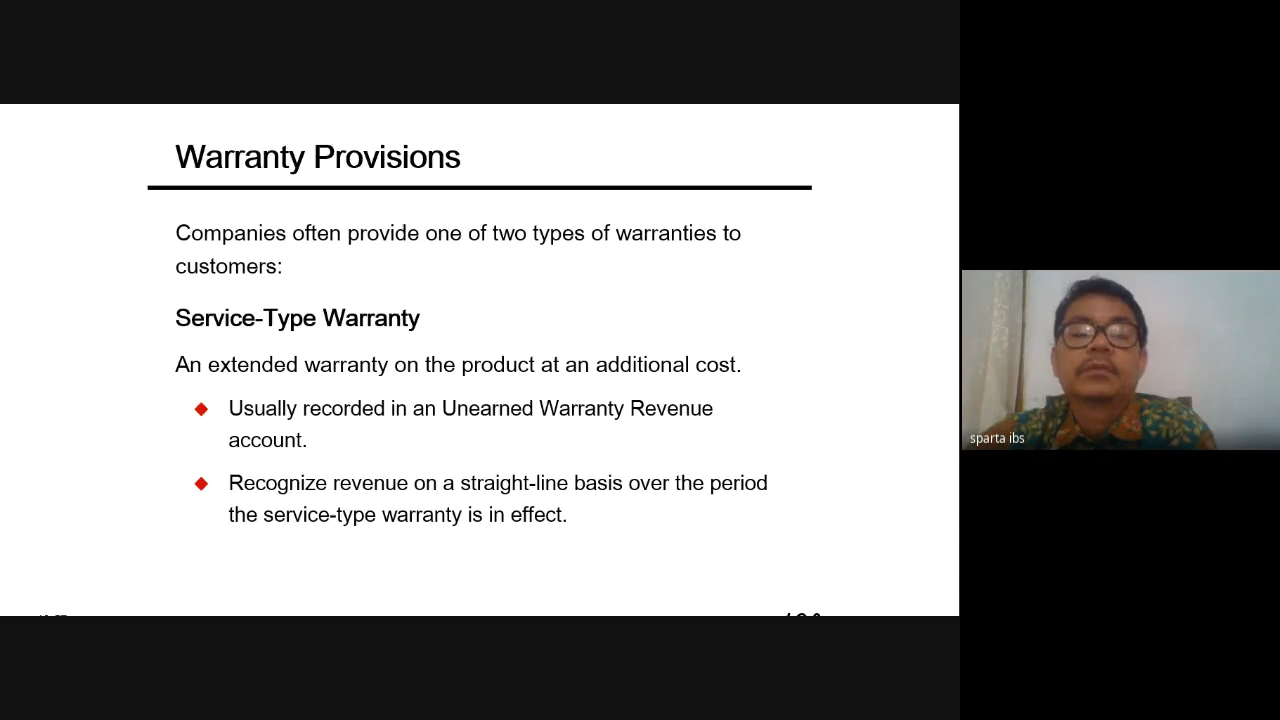 Warranty Provisions
Companies often provide one of two types of warranties to
customers:
Service-Type Warranty
An extended warranty on the product at an additional cost.
Usually recorded in an Unearned Warranty Revenue
account.
Recognize revenue on a straight-line basis over the period
the service-type warranty is in effect.
sparta ibs